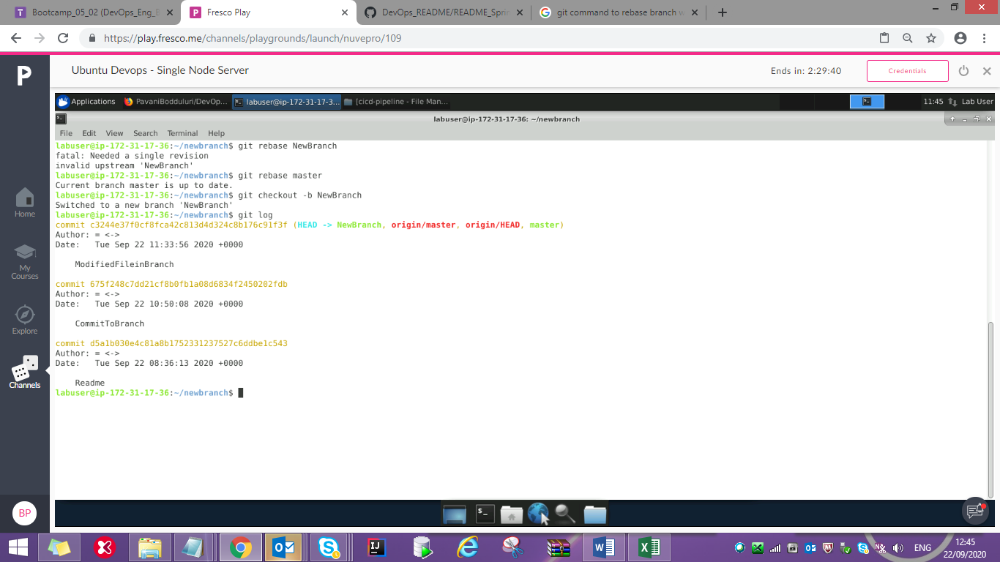 Bootcamp_05_02 (DevOps_Eng_B
Fresco Play
DevOps_README/README_Sprin
git command to rebase branch w
https://play.fresco.me/channels/playgrounds/launch/nuvepro/109
Ubuntu Devops - Single Node Server
Ends in: 2:29:40
Credentials
Applications
PavaniBodduluri/DevOp...
labuser@ip-172-31-17-3...
[cicd-pipeline - File Man...
11:45
Lab User
labuser@ip-172-31-17-36: ~/newbranch
File Edit View Search Terminal Help
labuser@ip-172-31-17-36:~/newbranch$ git rebase NewBranch
fatal: Needed a single revision
invalid upstream 'NewBranch'
labuser@ip-172-31-17-36:~/newbranch$ git rebase master
Current branch master is up to date.
labuser@ip-172-31-17-36:~/newbranch$ git checkout -b NewBranch
Switched to a new branch 'NewBranch'
labuser@ip-172-31-17-36:~/newbranch$ git log
commit c3244e37f0cf8fca42c813d4d324c8b176c91f3f (HEAD -> NewBranch, origin/master, origin/HEAD, master)
Author: = <->
Date:   Tue Sep 22 11:33:56 2020 +0000
ModifiedFileinBranch
commit 675f248c7dd21cf8b0fb1a08d6834f2450202fdb
Author: = <->
Date:   Tue Sep 22 10:50:08 2020 +0000
CommitToBranch
commit d5a1b030e4c81a8b1752331237527c6ddbe1c543
Author: = <->
Date:   Tue Sep 22 08:36:13 2020 +0000
Readme
labuser@ip-172-31-17-36:~/newbranch$
Home
My
Courses
Explore
Channels
BP
ENG
12:45
22/09/2020